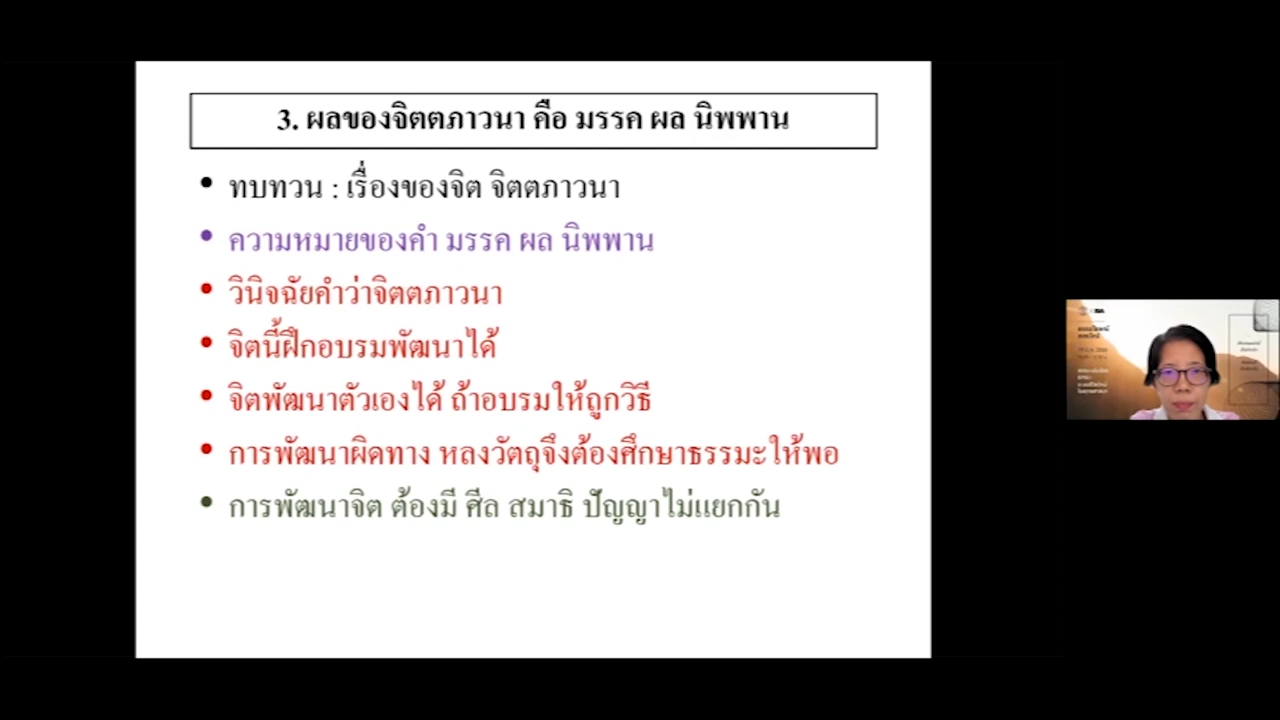 3. ผลของจิตตภาวนา คือ มรรค ผล นิพพาน
• ทบทวน : เรื่องของจิต จิตตภาวนา
• ความหมายของคำ มรรค ผล นิพพาน
• วินิจฉัยคำว่าจิตตภาวนา
• จิตนี้ฝึกอบรมพัฒนาได้
• จิตพัฒนาตัวเองได้ ถ้าอบรมให้ถูกวิธี
• การพัฒนาผิดทาง หลงวัตถุจึงต้องศึกษาธรรมะให้พอ
• การพัฒนาจิต ต้องมี ศีล สมาธิ ปัญญาไม่แยกกัน